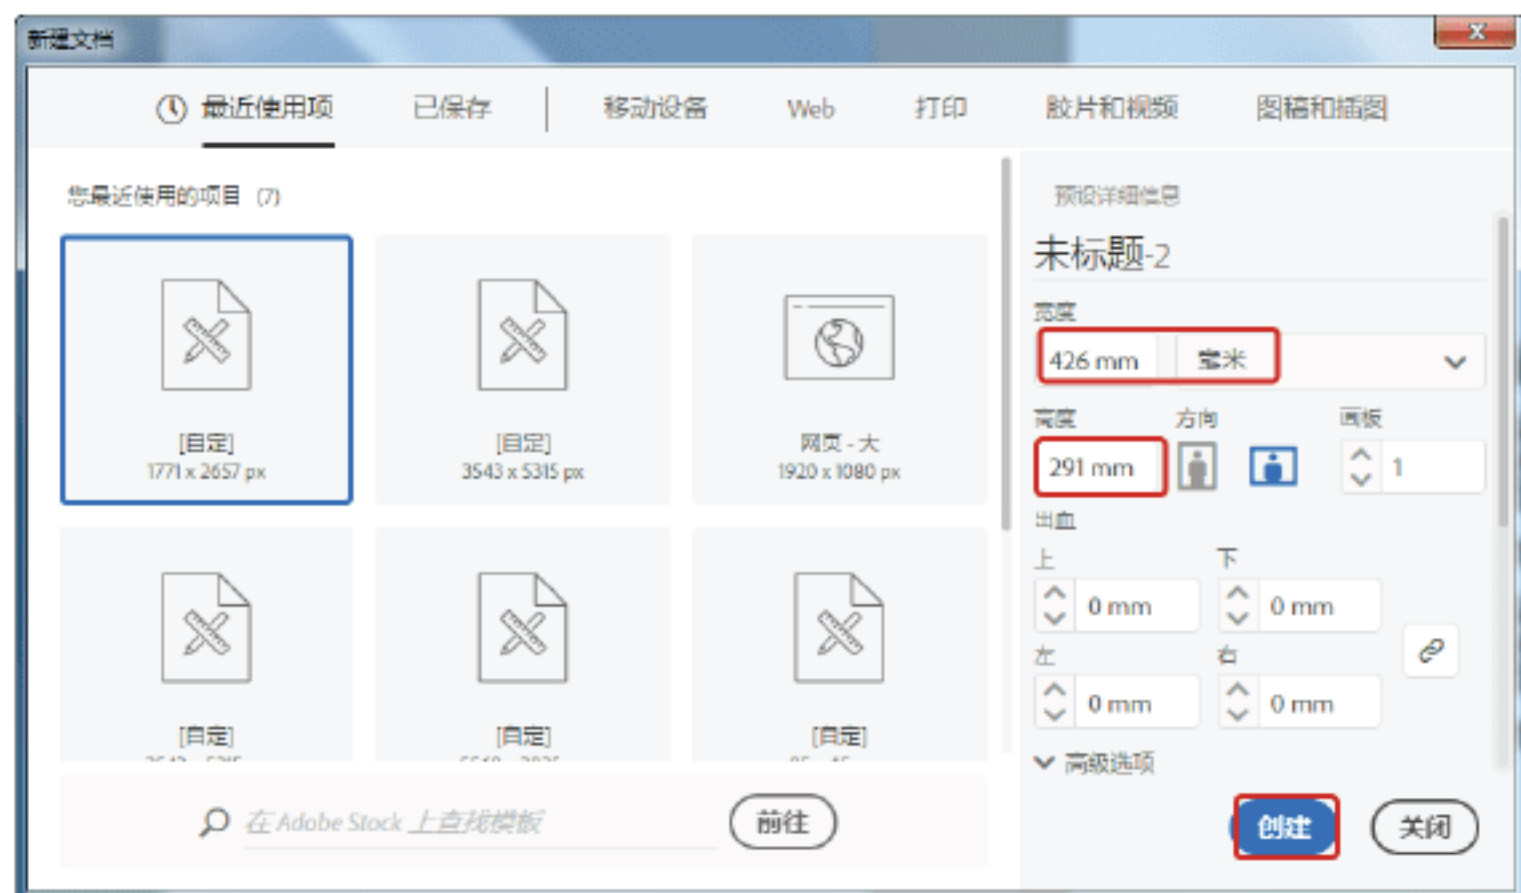 新建文档
最近使用项 已保存 移动设备 Web 打印 胶片和视频 图稿和插图
您最近使用的项目 (7)
[自定]
1771 x 2657 px
[自定]
3543 x 5315 px
网页 - 大
1920 x 1080 px
[自定]
[自定]
[自定]
在 Adobe Stock 上查找模板
前往
预设详细信息
未标题-2
宽度
426 mm 毫米
高度 方向 画板
291 mm 1
出血
上 下
0 mm 0 mm
左 右
0 mm 0 mm
高级选项
创建 关闭